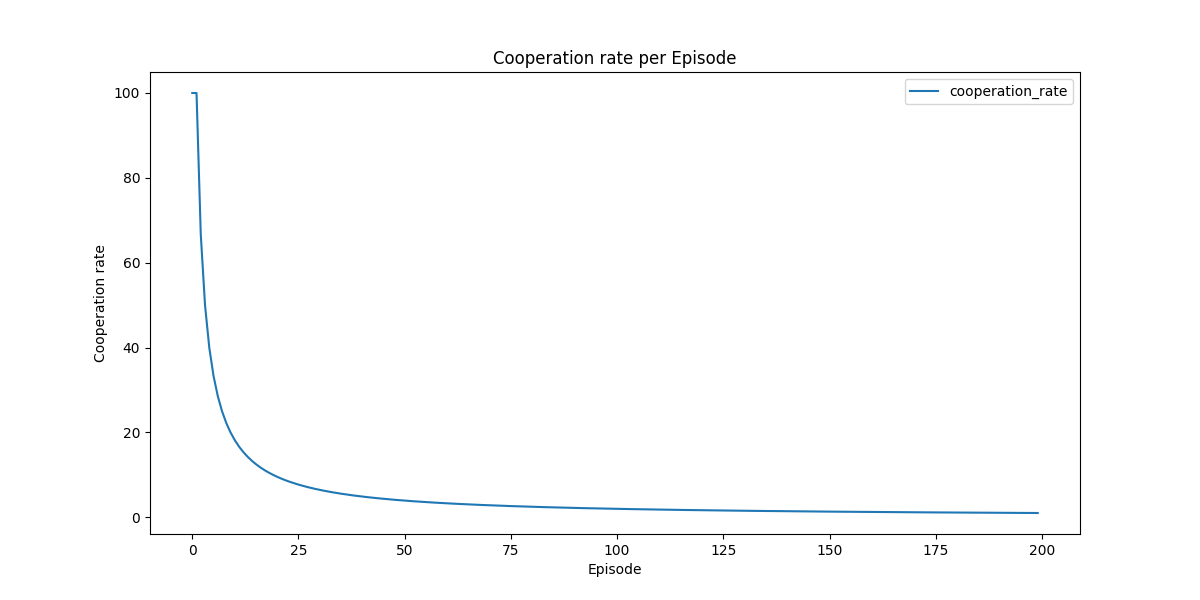 Cooperation rate per Episode
cooperation_rate
100
80
60
40
20
0
Cooperation rate
0 25 50 75 100 125 150 175 200
Episode